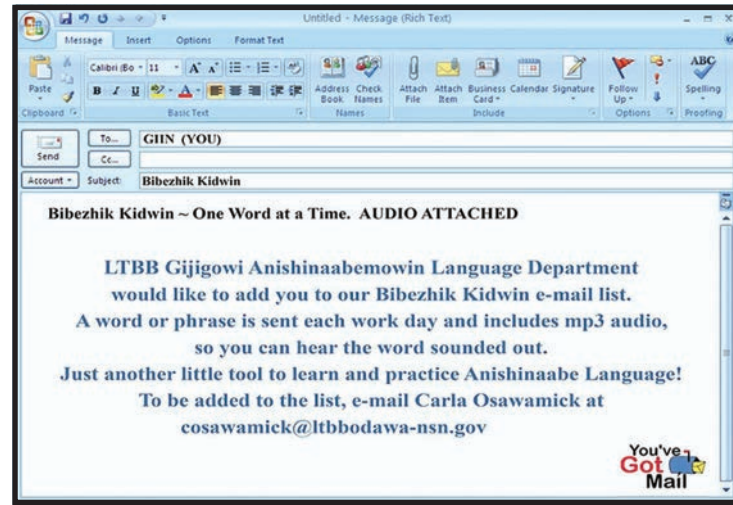 Untitled - Message (Rich Text)
Message Insert Options Format Text
Calibri (Bo 11 A A
Paste B I U A
Address Book Check Names Attach File Attach Item Business Card Calendar Signature Follow Up ABC Spelling
Clipboard Basic Text Names Include Options Proofing
To... GIIN (YOU)
Send Cc...
Account Subject: Bibezhik Kidwin
Bibezhik Kidwin ~ One Word at a Time. AUDIO ATTACHED
LTBB Gijigowi Anishinaabemowin Language Department
would like to add you to our Bibezhik Kidwin e-mail list.
A word or phrase is sent each work day and includes mp3 audio,
so you can hear the word sounded out.
Just another little tool to learn and practice Anishinaabe Language!
To be added to the list, e-mail Carla Osawamick at
cosawamick@ltbbodawa-nsn.gov
You've
Got
Mail